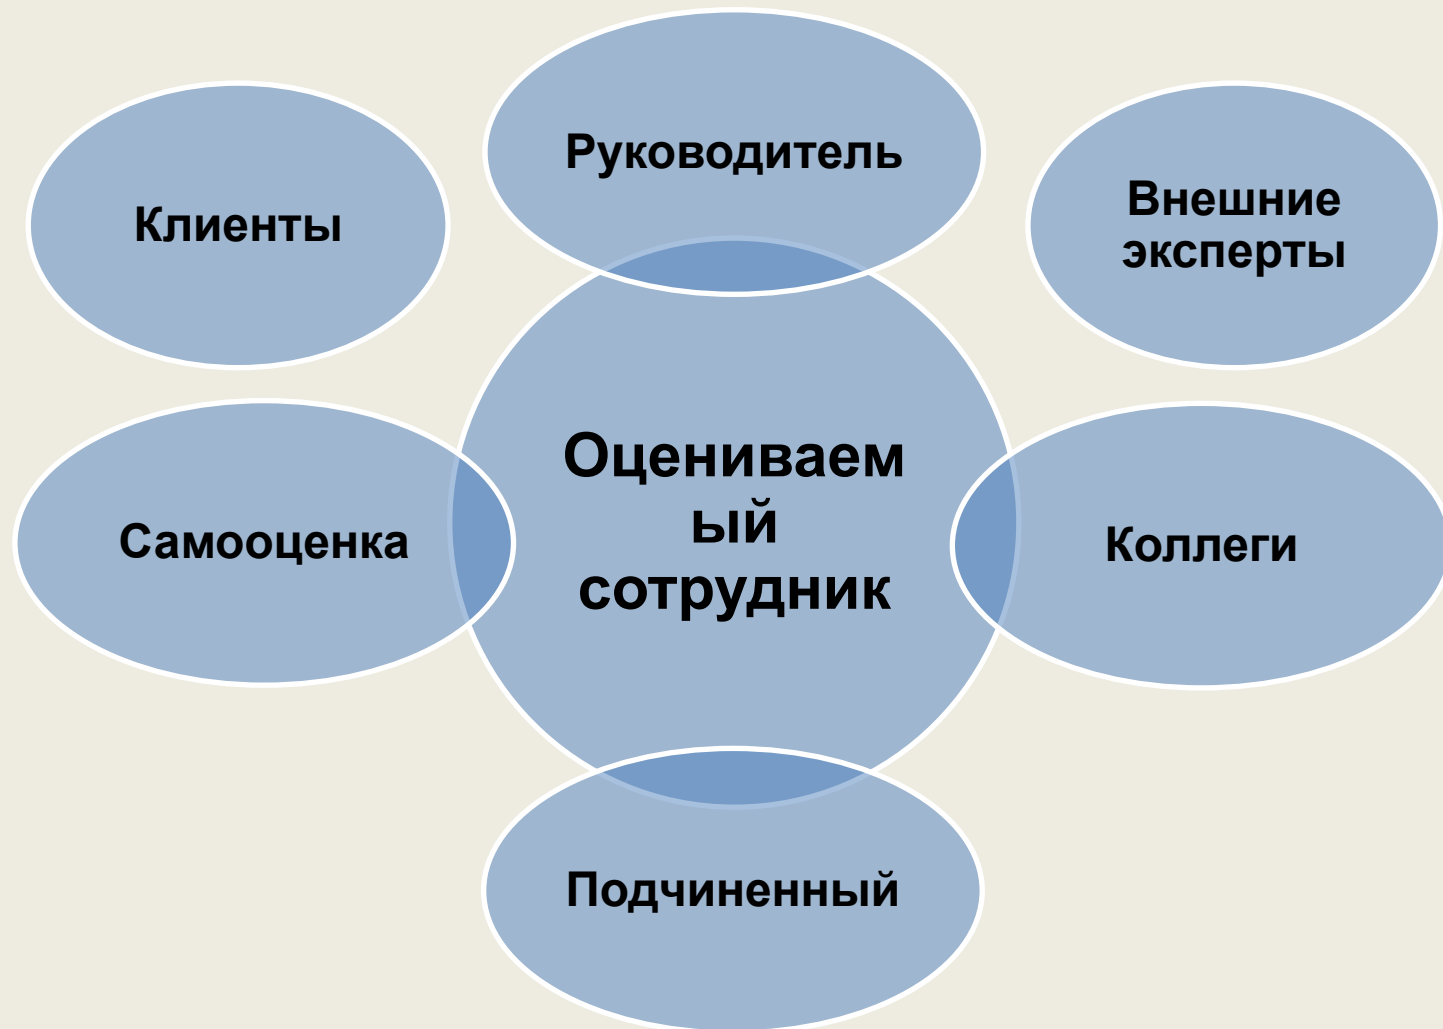 Руководитель
Клиенты
Внешние
эксперты
Оцениваем
ый
сотрудник
Самооценка
Коллеги
Подчиненный